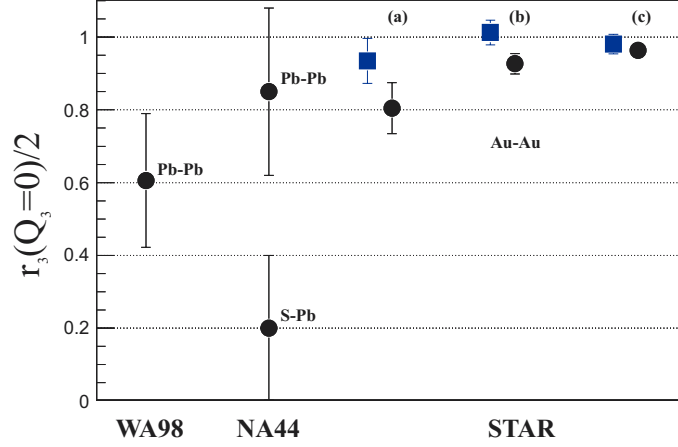 (a) (b) (c)
1
Pb-Pb
0.8
Au-Au
Pb-Pb
0.6
0.4
S-Pb
0.2
0
r₃(Q₃=0)/2
WA98 NA44 STAR